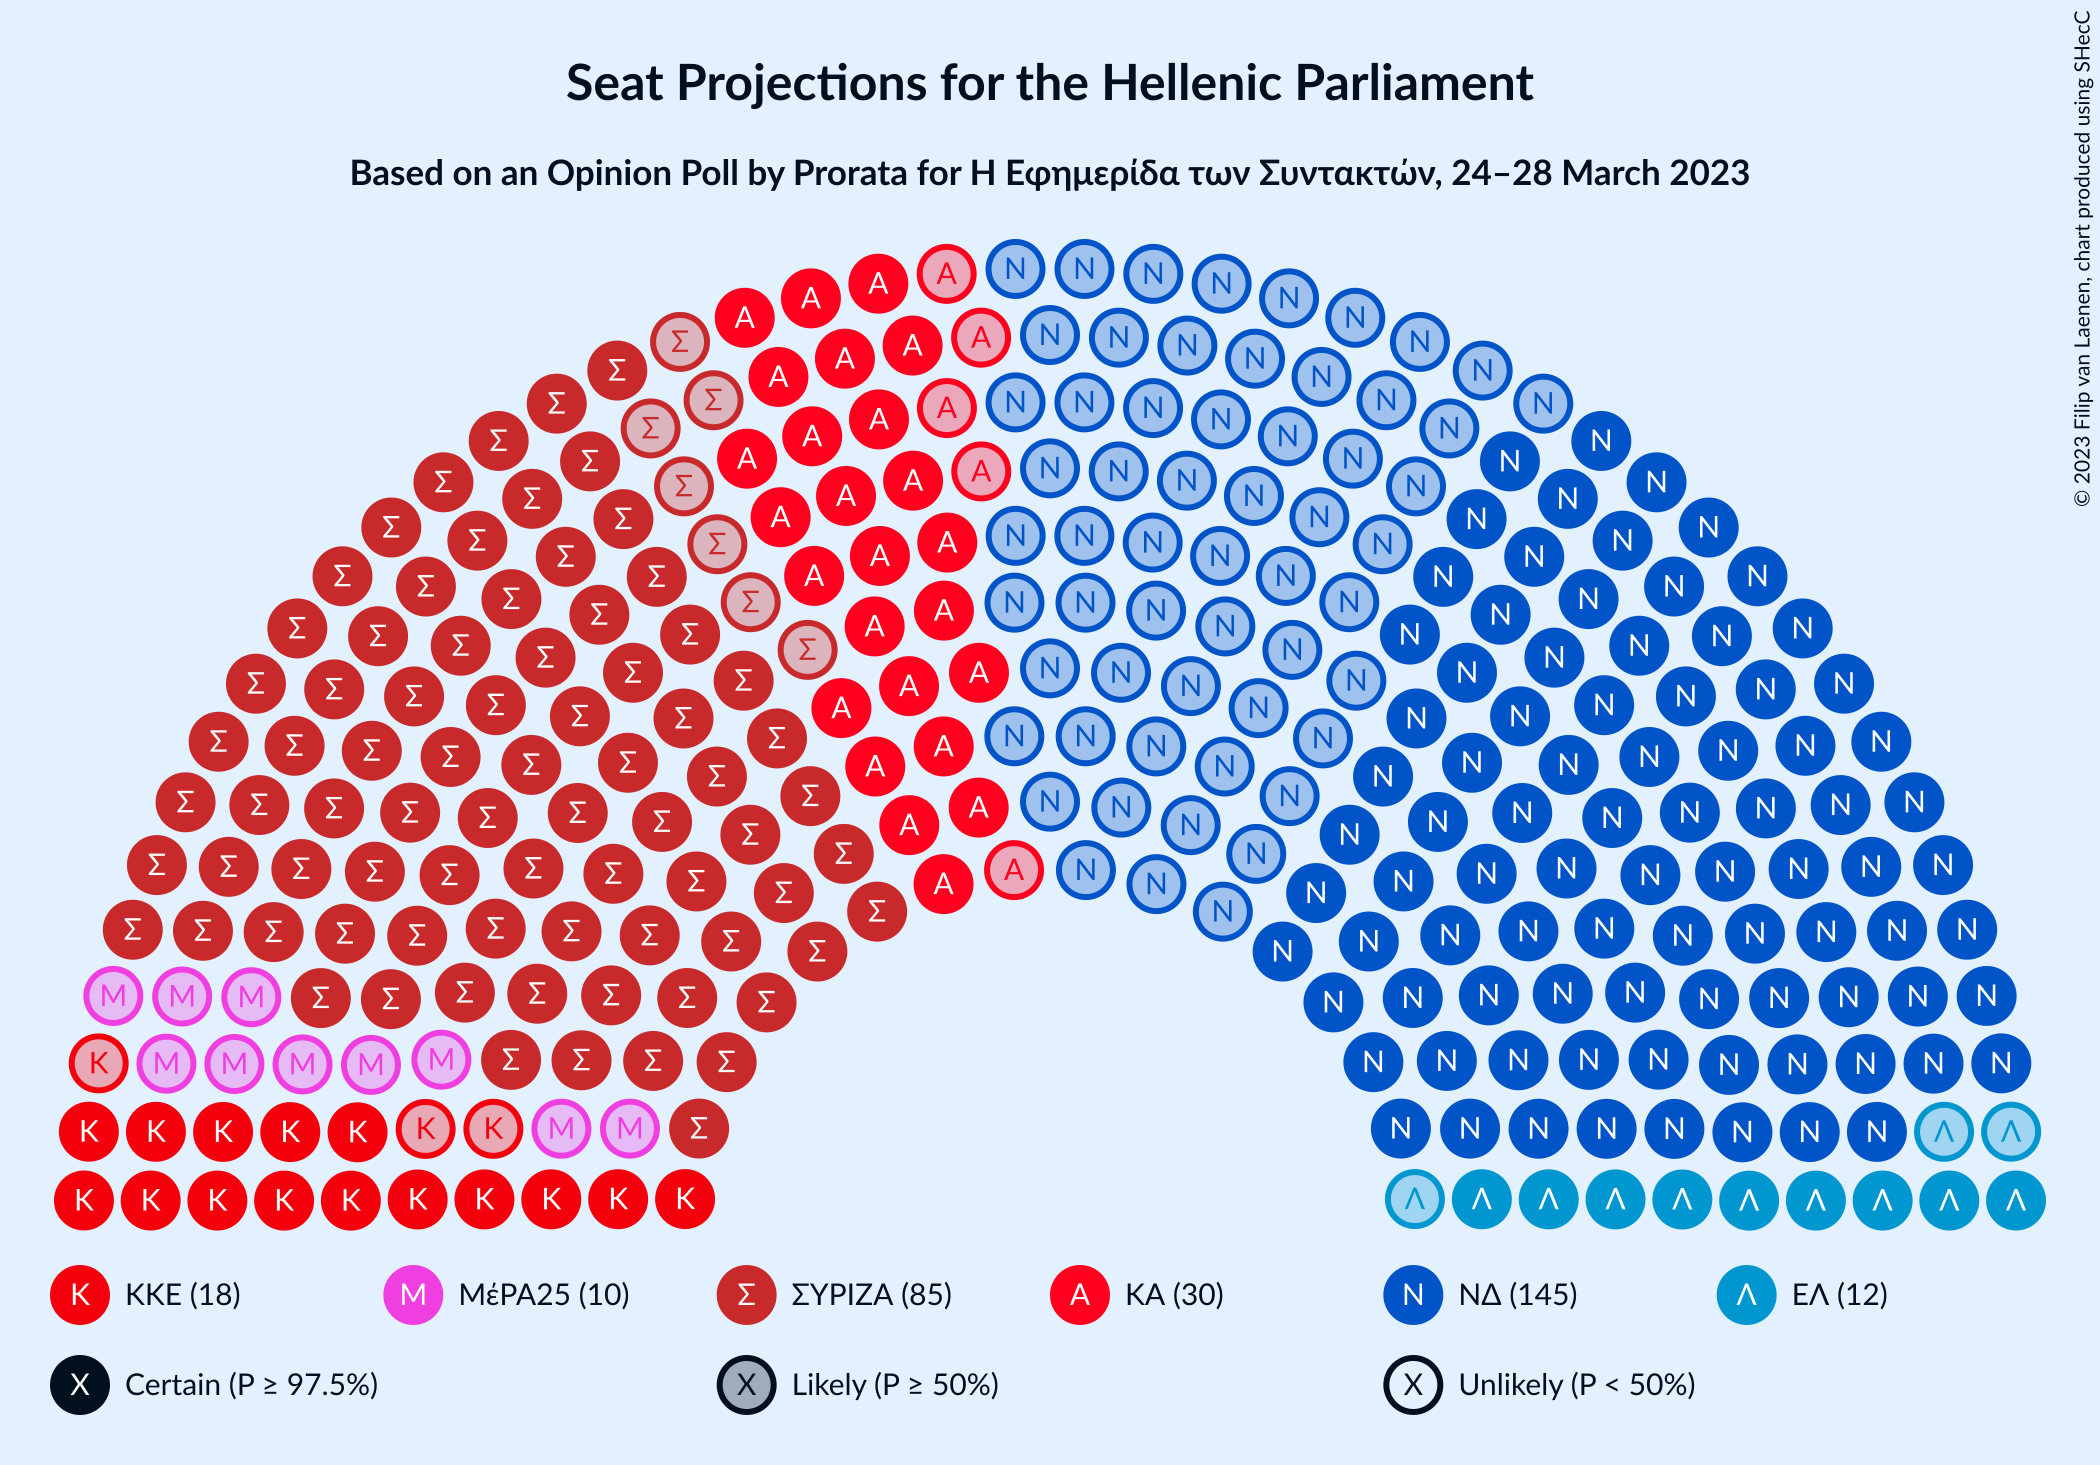 Seat Projections for the Hellenic Parliament
Based on an Opinion Poll by Prorata for Η Εφημερίδα των Συντακτών, 24–28 March 2023
© 2023 Filip van Laenen, chart produced using SHecC
K ΚΚΕ (18)
M ΜέΡΑ25 (10)
Σ ΣΥΡΙΖΑ (85)
A ΚΑ (30)
N ΝΔ (145)
Λ ΕΛ (12)
X Certain (P ≥ 97.5%)
X Likely (P ≥ 50%)
X Unlikely (P < 50%)